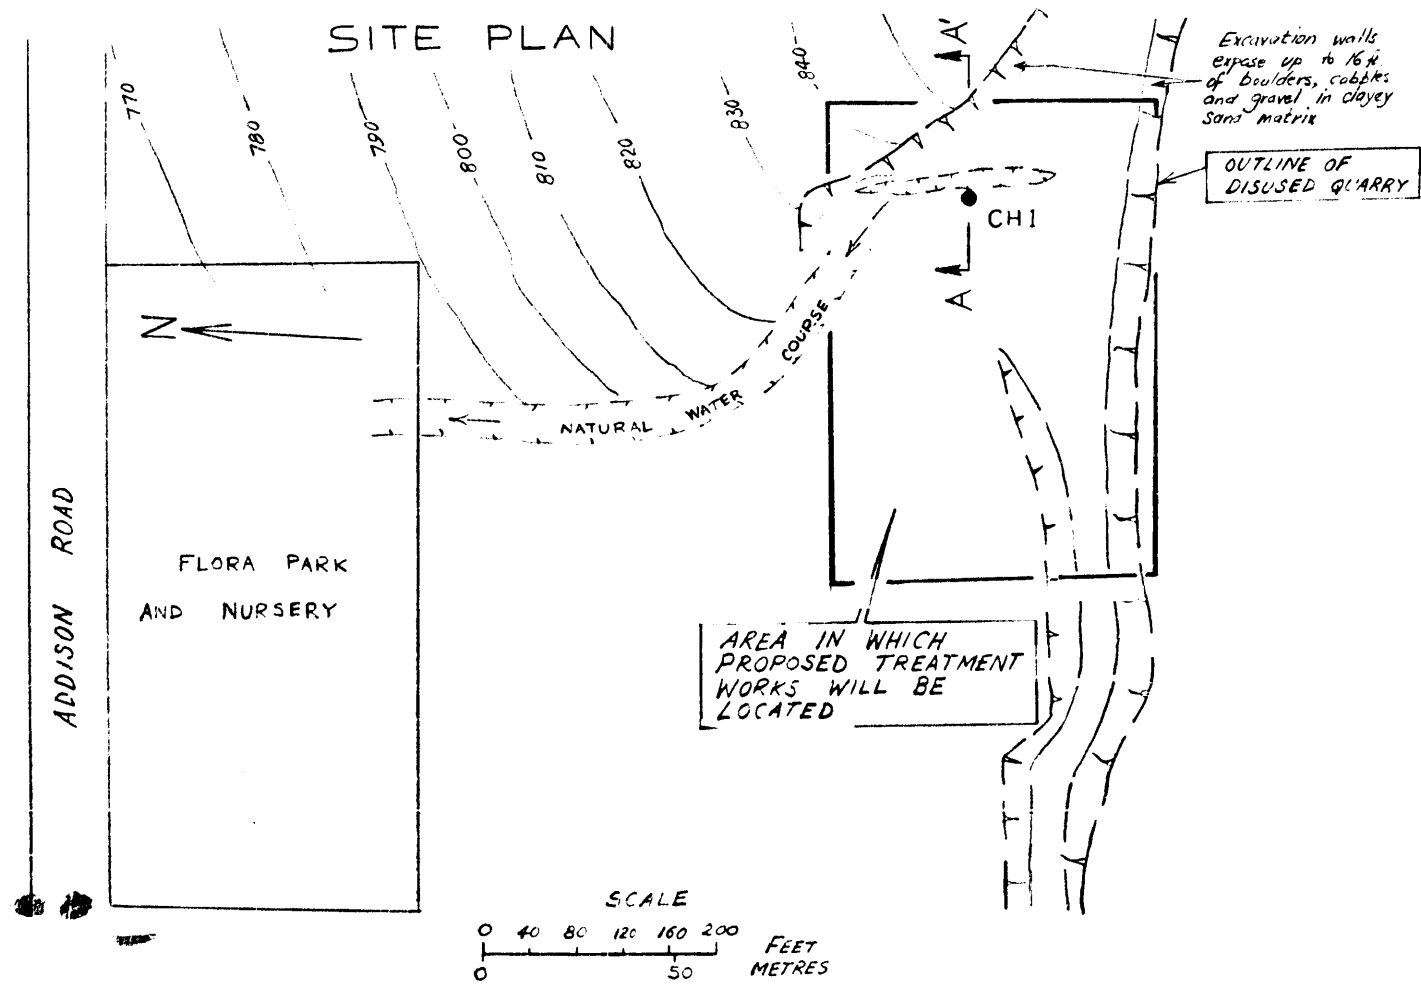 SITE PLAN
770
780
790
800
810
820
830
840
A'
Excavation walls
expose up to 16 ft.
of boulders, cobbles
and gravel in clayey
sand matrix
OUTLINE OF
DISUSED QUARRY
CH 1
A
N
NATURAL WATER COURSE
ADDISON ROAD
FLORA PARK
AND NURSERY
AREA IN WHICH
PROPOSED TREATMENT
WORKS WILL BE
LOCATED
SCALE
0 40 80 120 160 200
FEET
0 50
METRES